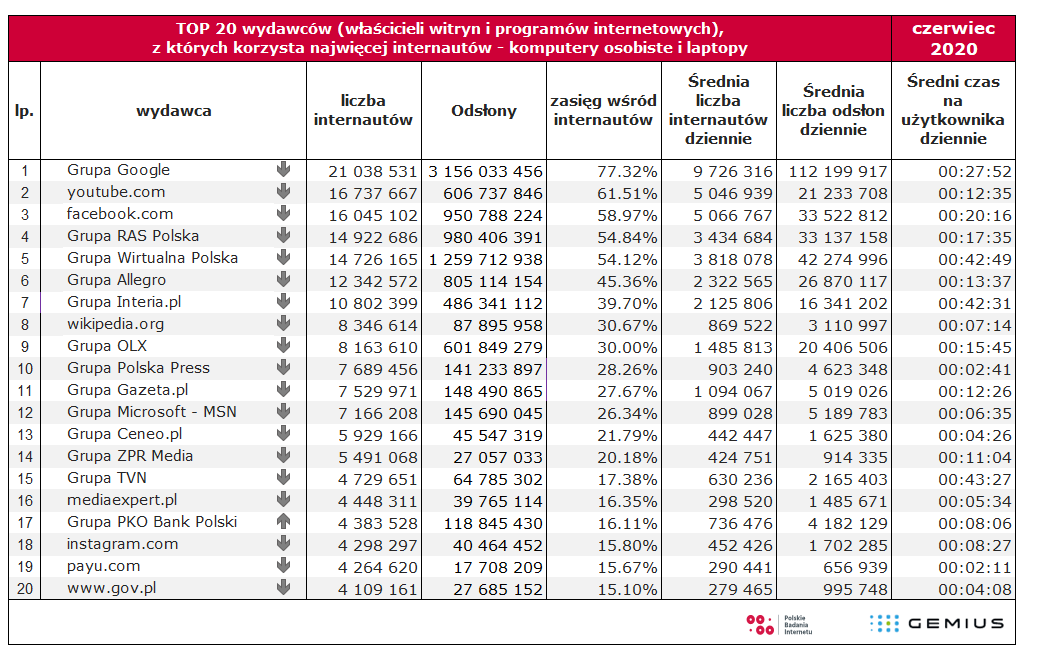 TOP 20 wydawców (właścicieli witryn i programów internetowych),
z których korzysta najwięcej internautów - komputery osobiste i laptopy
czerwiec
2020
lp.
wydawca
liczba
internautów
Odsłony
zasięg wśród
internautów
Średnia
liczba
internautów
dziennie
Średnia
liczba odsłon
dziennie
Średni czas
na
użytkownika
dziennie
1 Grupa Google 21 038 531 3 156 033 456 77.32% 9 726 316 112 199 917 00:27:52
2 youtube.com 16 737 667 606 737 846 61.51% 5 046 939 21 233 708 00:12:35
3 facebook.com 16 045 102 950 788 224 58.97% 5 066 767 33 522 812 00:20:16
4 Grupa RAS Polska 14 922 686 980 406 391 54.84% 3 434 684 33 137 158 00:17:35
5 Grupa Wirtualna Polska 14 726 165 1 259 712 938 54.12% 3 818 078 42 274 996 00:42:49
6 Grupa Allegro 12 342 572 805 114 154 45.36% 2 322 565 26 870 117 00:13:37
7 Grupa Interia.pl 10 802 399 486 341 112 39.70% 2 125 806 16 341 202 00:42:31
8 wikipedia.org 8 346 614 87 895 958 30.67% 869 522 3 110 997 00:07:14
9 Grupa OLX 8 163 610 601 849 279 30.00% 1 485 813 20 406 506 00:15:45
10 Grupa Polska Press 7 689 456 141 233 897 28.26% 903 240 4 623 348 00:02:41
11 Grupa Gazeta.pl 7 529 971 148 490 865 27.67% 1 094 067 5 019 026 00:12:26
12 Grupa Microsoft - MSN 7 166 208 145 690 045 26.34% 899 028 5 189 783 00:06:35
13 Grupa Ceneo.pl 5 929 166 45 547 319 21.79% 442 447 1 625 380 00:04:26
14 Grupa ZPR Media 5 491 068 27 057 033 20.18% 424 751 914 335 00:11:04
15 Grupa TVN 4 729 651 64 785 302 17.38% 630 236 2 165 403 00:43:27
16 mediaexpert.pl 4 448 311 39 765 114 16.35% 298 520 1 485 671 00:05:34
17 Grupa PKO Bank Polski 4 383 528 118 845 430 16.11% 736 476 4 182 129 00:08:06
18 instagram.com 4 298 297 40 464 452 15.80% 452 426 1 702 285 00:08:27
19 payu.com 4 264 620 17 708 209 15.67% 290 441 656 939 00:02:11
20 www.gov.pl 4 109 161 27 685 152 15.10% 279 465 995 748 00:04:08
Polskie
Badania
Internetu
GEMIUS